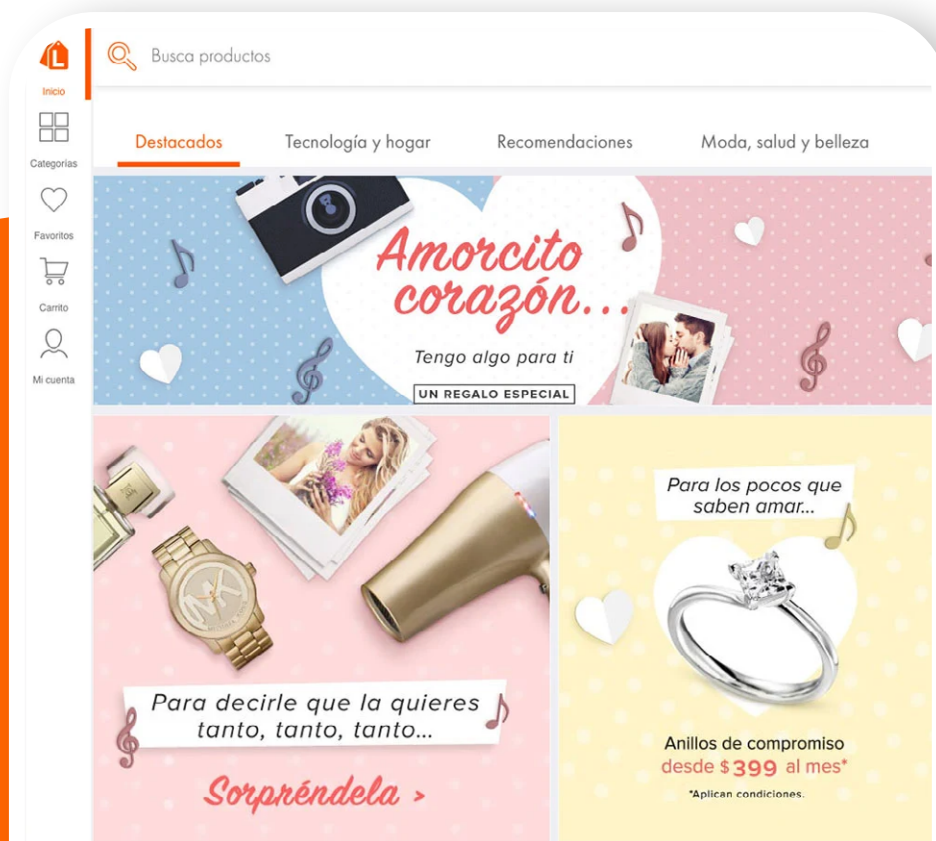 L
Inicio
Categorías
Favoritos
Carrito
Mi cuenta
Busca productos
Destacados
Tecnología y hogar
Recomendaciones
Moda, salud y belleza
Amorcito
corazón...
Tengo algo para ti
UN REGALO ESPECIAL
MK
Para decirle que la quieres
tanto, tanto, tanto...
Sorpréndela >
Para los pocos que
saben amar...
Anillos de compromiso
desde $399 al mes*
*Aplican condiciones.